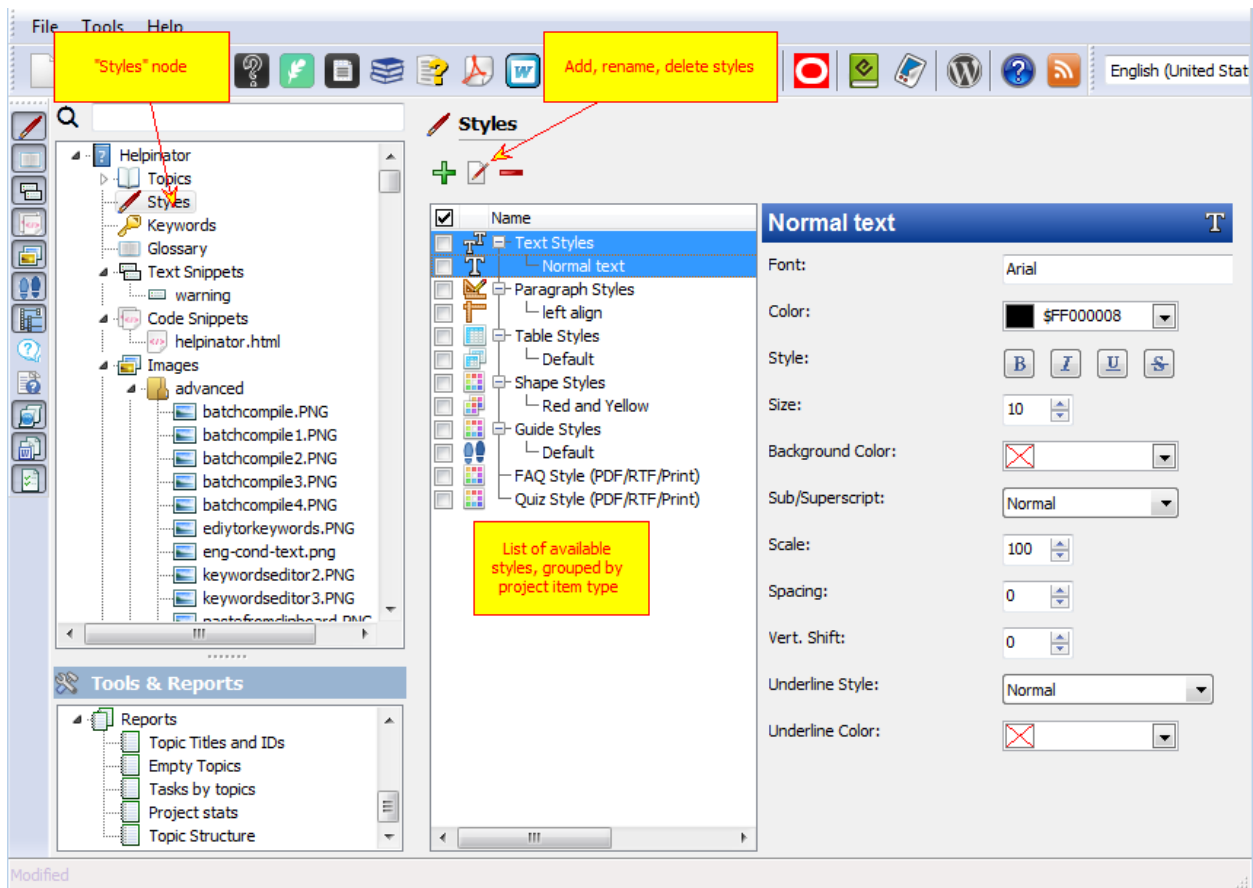 File Tools Help
"Styles" node
Add, rename, delete styles
English (United Stat
Styles
Helpinator
Topics
Styles
Keywords
Glossary
Text Snippets
warning
Code Snippets
helpinator.html
Images
advanced
batchcompile.PNG
batchcompile1.PNG
batchcompile2.PNG
batchcompile3.PNG
batchcompile4.PNG
ediytorkeywords.PNG
eng-cond-text.png
keywordseditor2.PNG
keywordseditor3.PNG
pastefromclipboard.PNG
Tools & Reports
Reports
Topic Titles and IDs
Empty Topics
Tasks by topics
Project stats
Topic Structure
Name
Text Styles
Normal text
Paragraph Styles
left align
Table Styles
Default
Shape Styles
Red and Yellow
Guide Styles
Default
FAQ Style (PDF/RTF/Print)
Quiz Style (PDF/RTF/Print)
List of available
styles, grouped by
project item type
Normal text
Font: Arial
Color: $FF000008
Style: B I U S
Size: 10
Background Color:
Sub/Superscript: Normal
Scale: 100
Spacing: 0
Vert. Shift: 0
Underline Style: Normal
Underline Color:
Modified